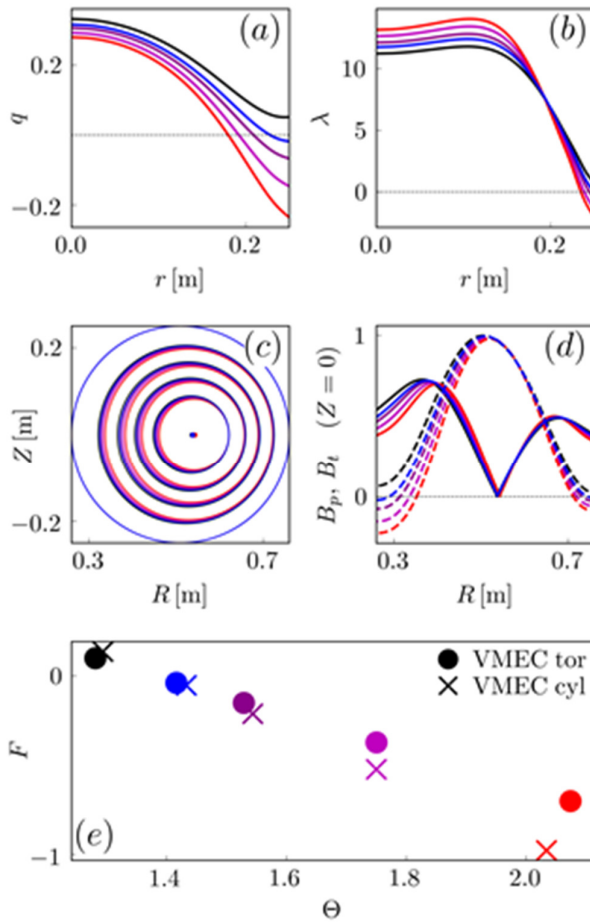 (a)
q
0.2
−0.2
0.0
0.2
r [m]
(b)
λ
10
5
0
0.0
0.2
r [m]
(c)
Z [m]
0.2
−0.2
0.3
0.7
R [m]
(d)
B_p, B_t (Z = 0)
1
0
0.3
0.7
R [m]
(e)
F
0
−1
VMEC tor
VMEC cyl
1.4
1.6
1.8
2.0
Θ